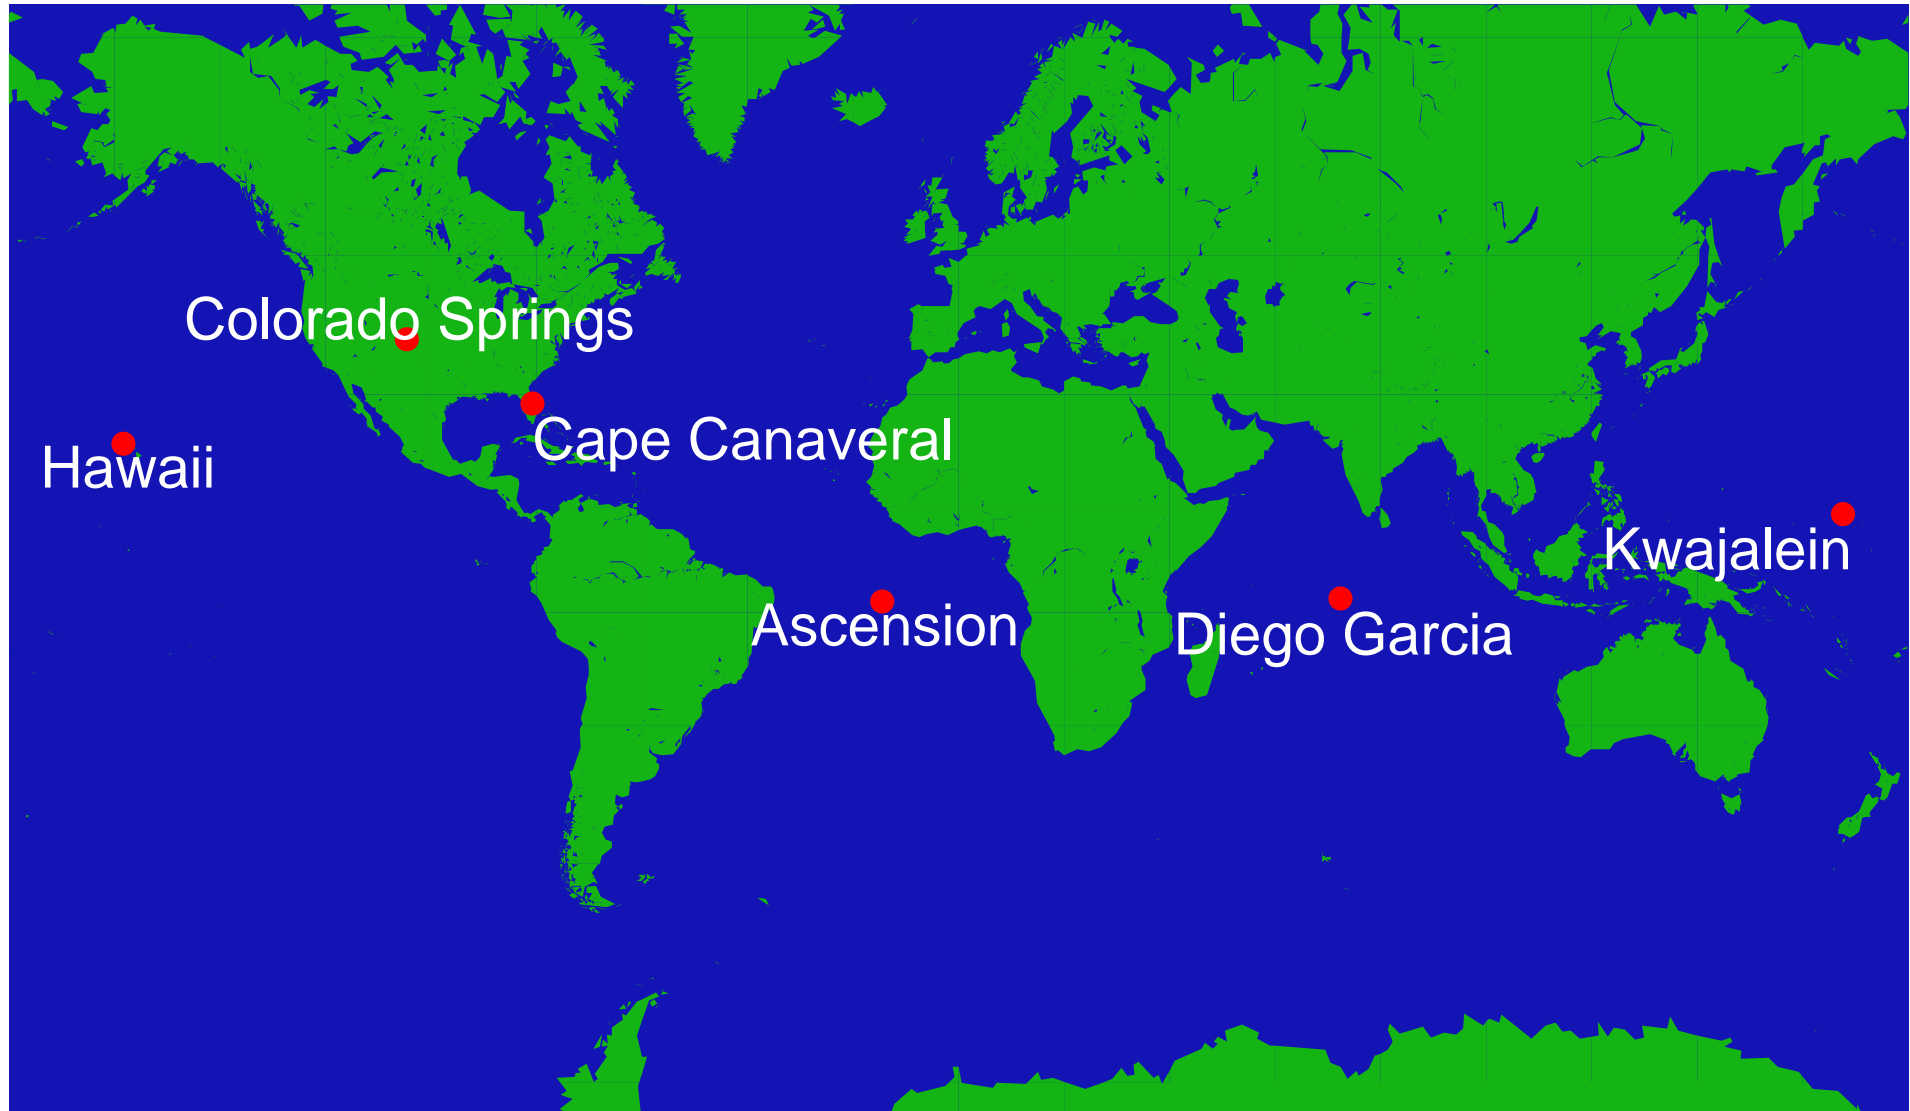 Colorado Springs
Cape Canaveral
Hawaii
Kwajalein
Ascension
Diego Garcia